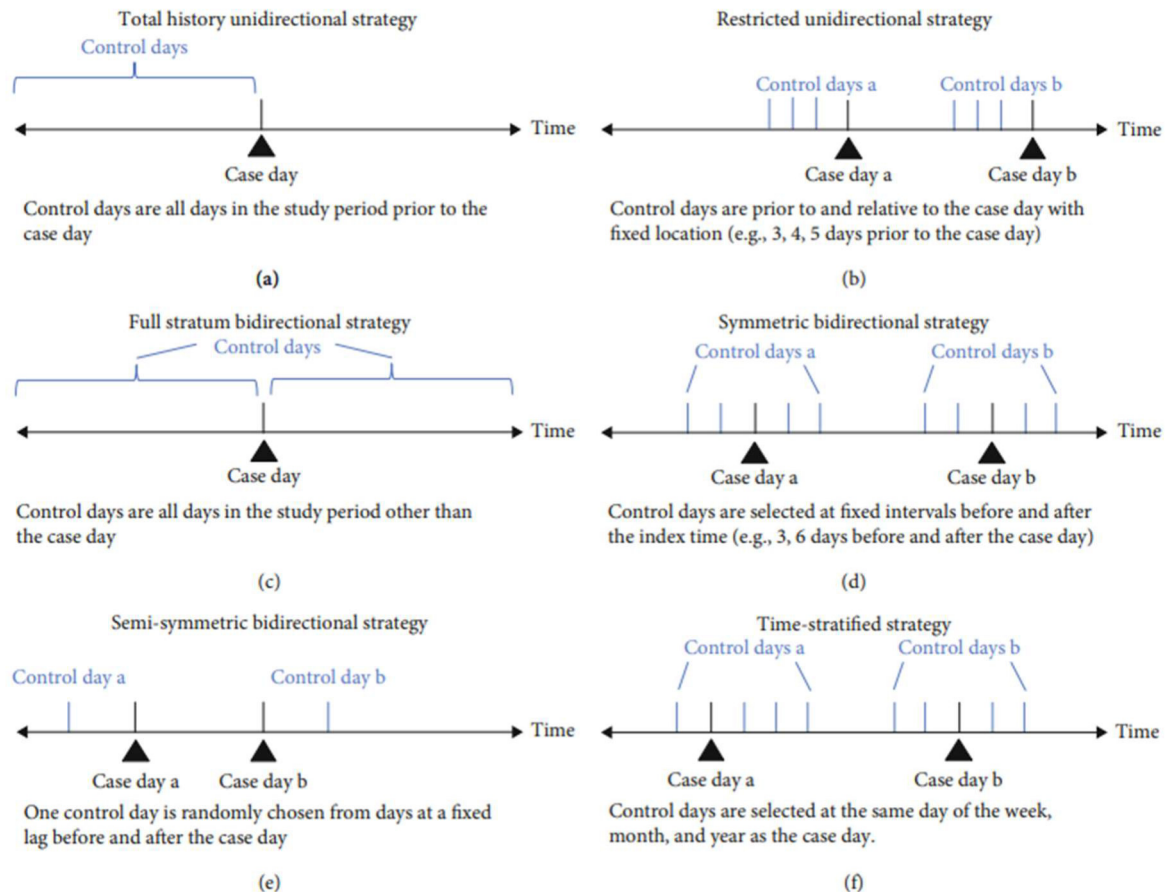 Total history unidirectional strategy
Control days
Time
Case day
Control days are all days in the study period prior to the
case day
(a)
Restricted unidirectional strategy
Control days a
Control days b
Time
Case day a
Case day b
Control days are prior to and relative to the case day with
fixed location (e.g., 3, 4, 5 days prior to the case day)
(b)
Full stratum bidirectional strategy
Control days
Time
Case day
Control days are all days in the study period other than
the case day
(c)
Symmetric bidirectional strategy
Control days a
Control days b
Time
Case day a
Case day b
Control days are selected at fixed intervals before and after
the index time (e.g., 3, 6 days before and after the case day)
(d)
Semi-symmetric bidirectional strategy
Control day a
Control day b
Time
Case day a
Case day b
One control day is randomly chosen from days at a fixed
lag before and after the case day
(e)
Time-stratified strategy
Control days a
Control days b
Time
Case day a
Case day b
Control days are selected at the same day of the week,
month, and year as the case day.
(f)